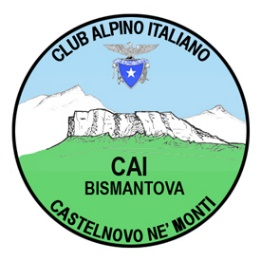 CLUB ALPINO ITALIANO
CAI
BISMANTOVA
CASTELNOVO NE' MONTI